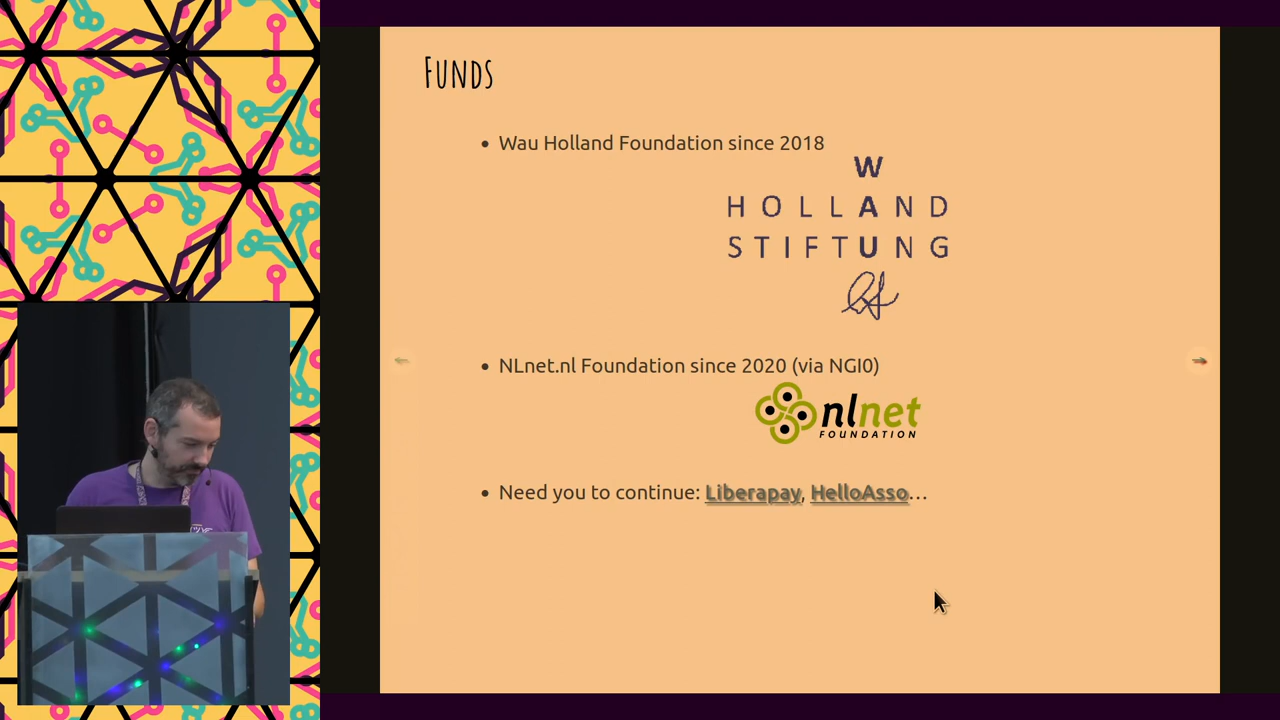 Funds
• Wau Holland Foundation since 2018
W
HOLLAND
STIFTUNG
• NLnet.nl Foundation since 2020 (via NGI0)
nlnet
FOUNDATION
• Need you to continue: Liberapay, HelloAsso…